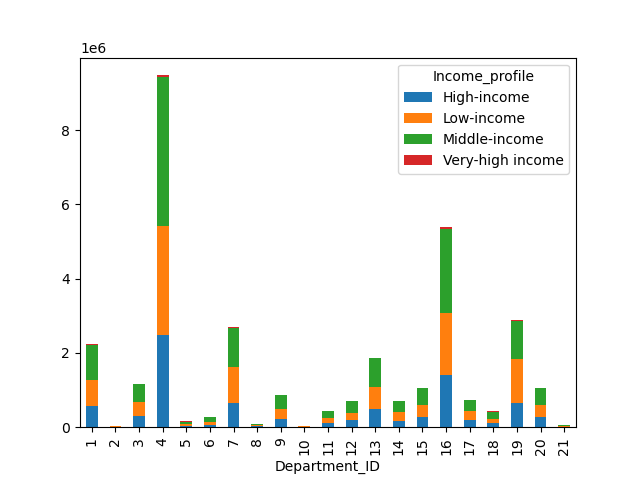 1e6
Income_profile
High-income
Low-income
Middle-income
Very-high income
8
6
4
2
0
1 2 3 4 5 6 7 8 9 10 11 12 13 14 15 16 17 18 19 20 21
Department_ID